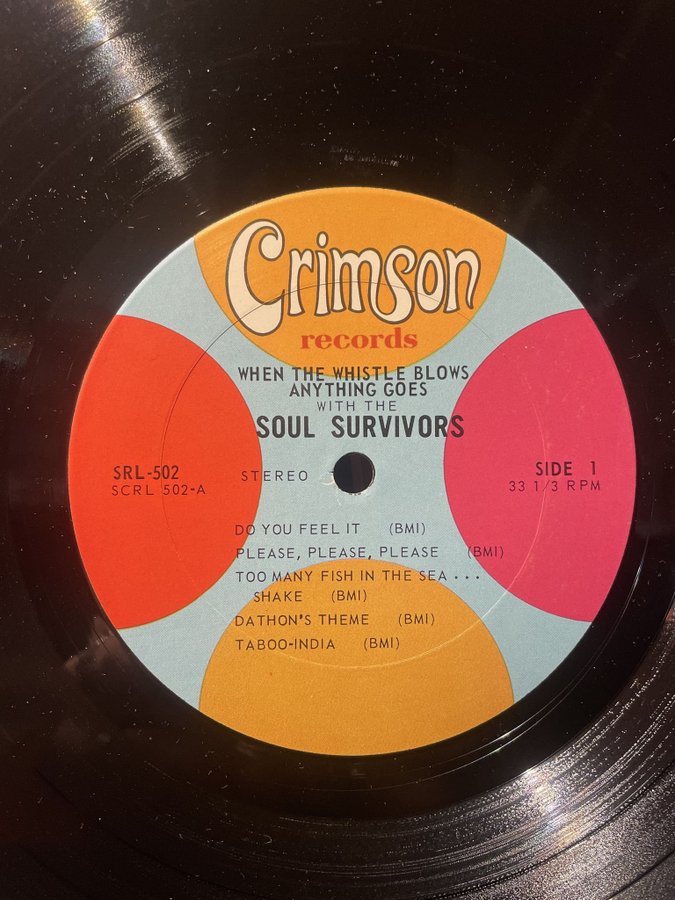 Crimson
records
WHEN THE WHISTLE BLOWS
ANYTHING GOES
WITH THE
SOUL SURVIVORS
SRL-502
SCRL 502-A
STEREO
SIDE 1
33 1/3 RPM
DO YOU FEEL IT (BMI)
PLEASE, PLEASE, PLEASE (BMI)
TOO MANY FISH IN THE SEA...
SHAKE (BMI)
DATHON'S THEME (BMI)
TABOO-INDIA (BMI)